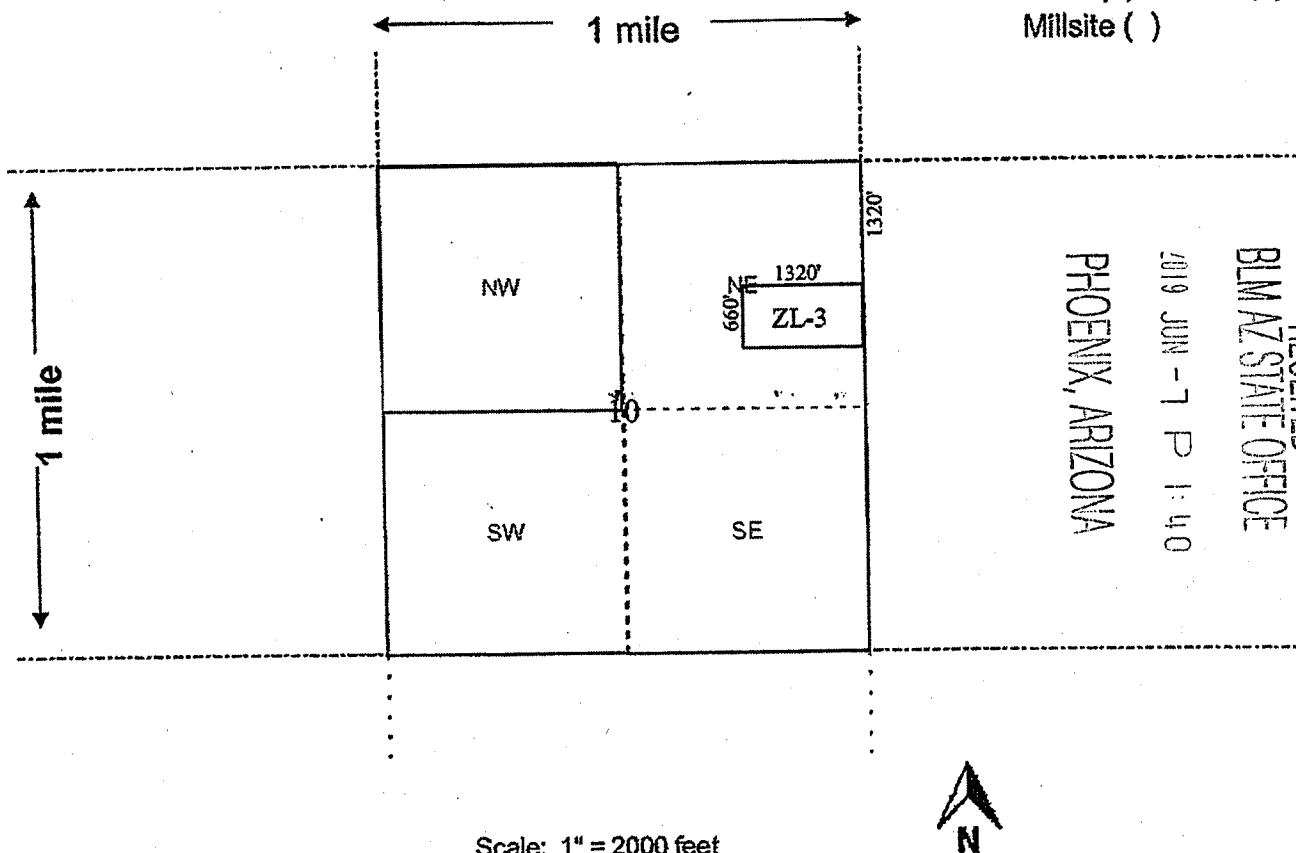 1 mile
Millsite ( )
1320'
NW
NE
1320'
660'
ZL-3
1 mile
10
SW
SE
RECEIVED
BLM AZ STATE OFFICE
2019 JUN -7 P 1:40
PHOENIX, ARIZONA
Scale: 1" = 2000 feet
N